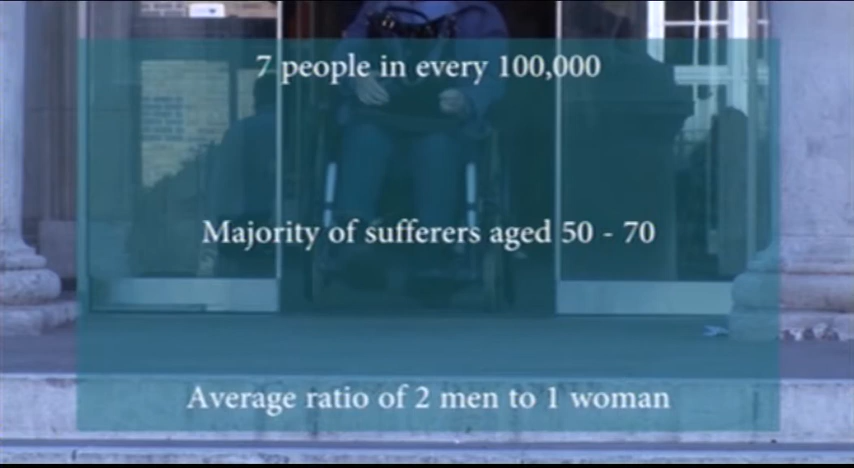 7 people in every 100,000
Majority of sufferers aged 50 - 70
Average ratio of 2 men to 1 woman